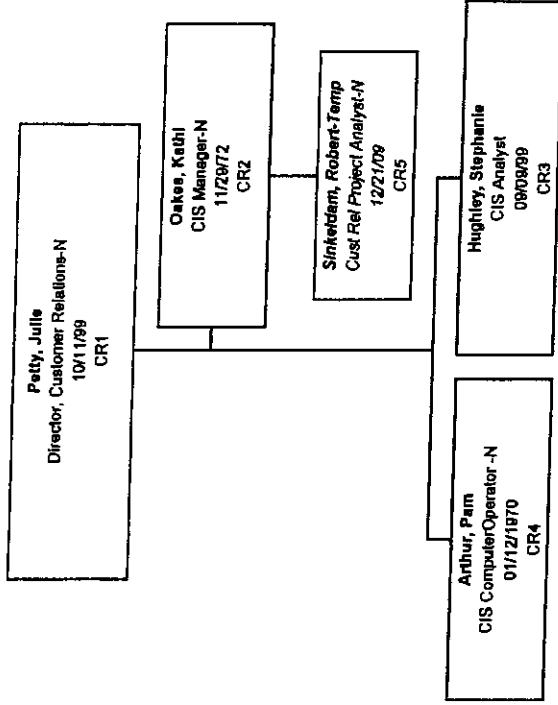 Petty, Julie
Director, Customer Relations-N
10/11/99
CR1
Oakes, Kathl
CIS Manager-N
11/29/72
CR2
Sinkeldam, Robert-Temp
Cust Rel Project Analyst-N
12/21/09
CR5
Arthur, Pam
CIS ComputerOperator -N
01/12/1970
CR4
Hughley, Stephanie
CIS Analyst
09/09/99
CR3